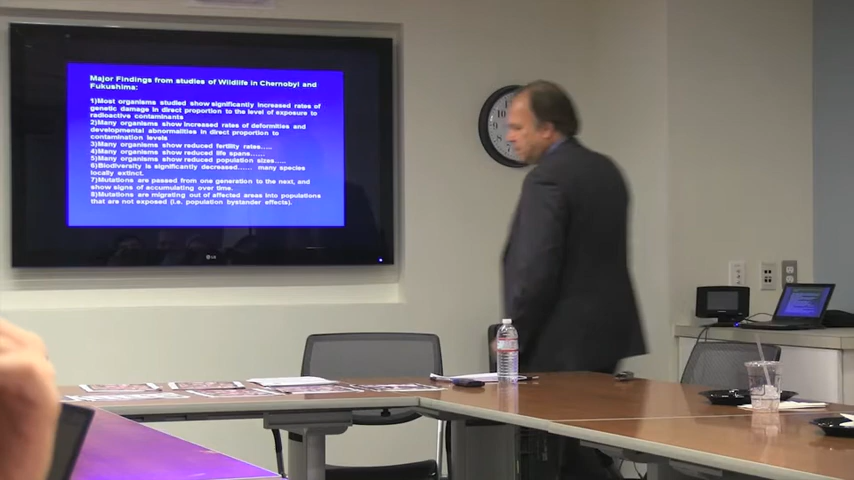 Major Findings from studies of Wildlife in Chernobyl and
Fukushima:
1)Most organisms studied show significantly increased rates of
genetic damage in direct proportion to the level of exposure to
radioactive contaminants
2)Many organisms show increased rates of deformities and
developmental abnormalities in direct proportion to
contamination levels
3)Many organisms show reduced fertility rates.....
4)Many organisms show reduced life spans......
5)Many organisms show reduced population sizes.....
6)Biodiversity is significantly decreased...... many species
locally extinct.
7)Mutations are passed from one generation to the next, and
show signs of accumulating over time.
8)Mutations are migrating out of affected areas into populations
that are not exposed (i.e. population bystander effects).
LG